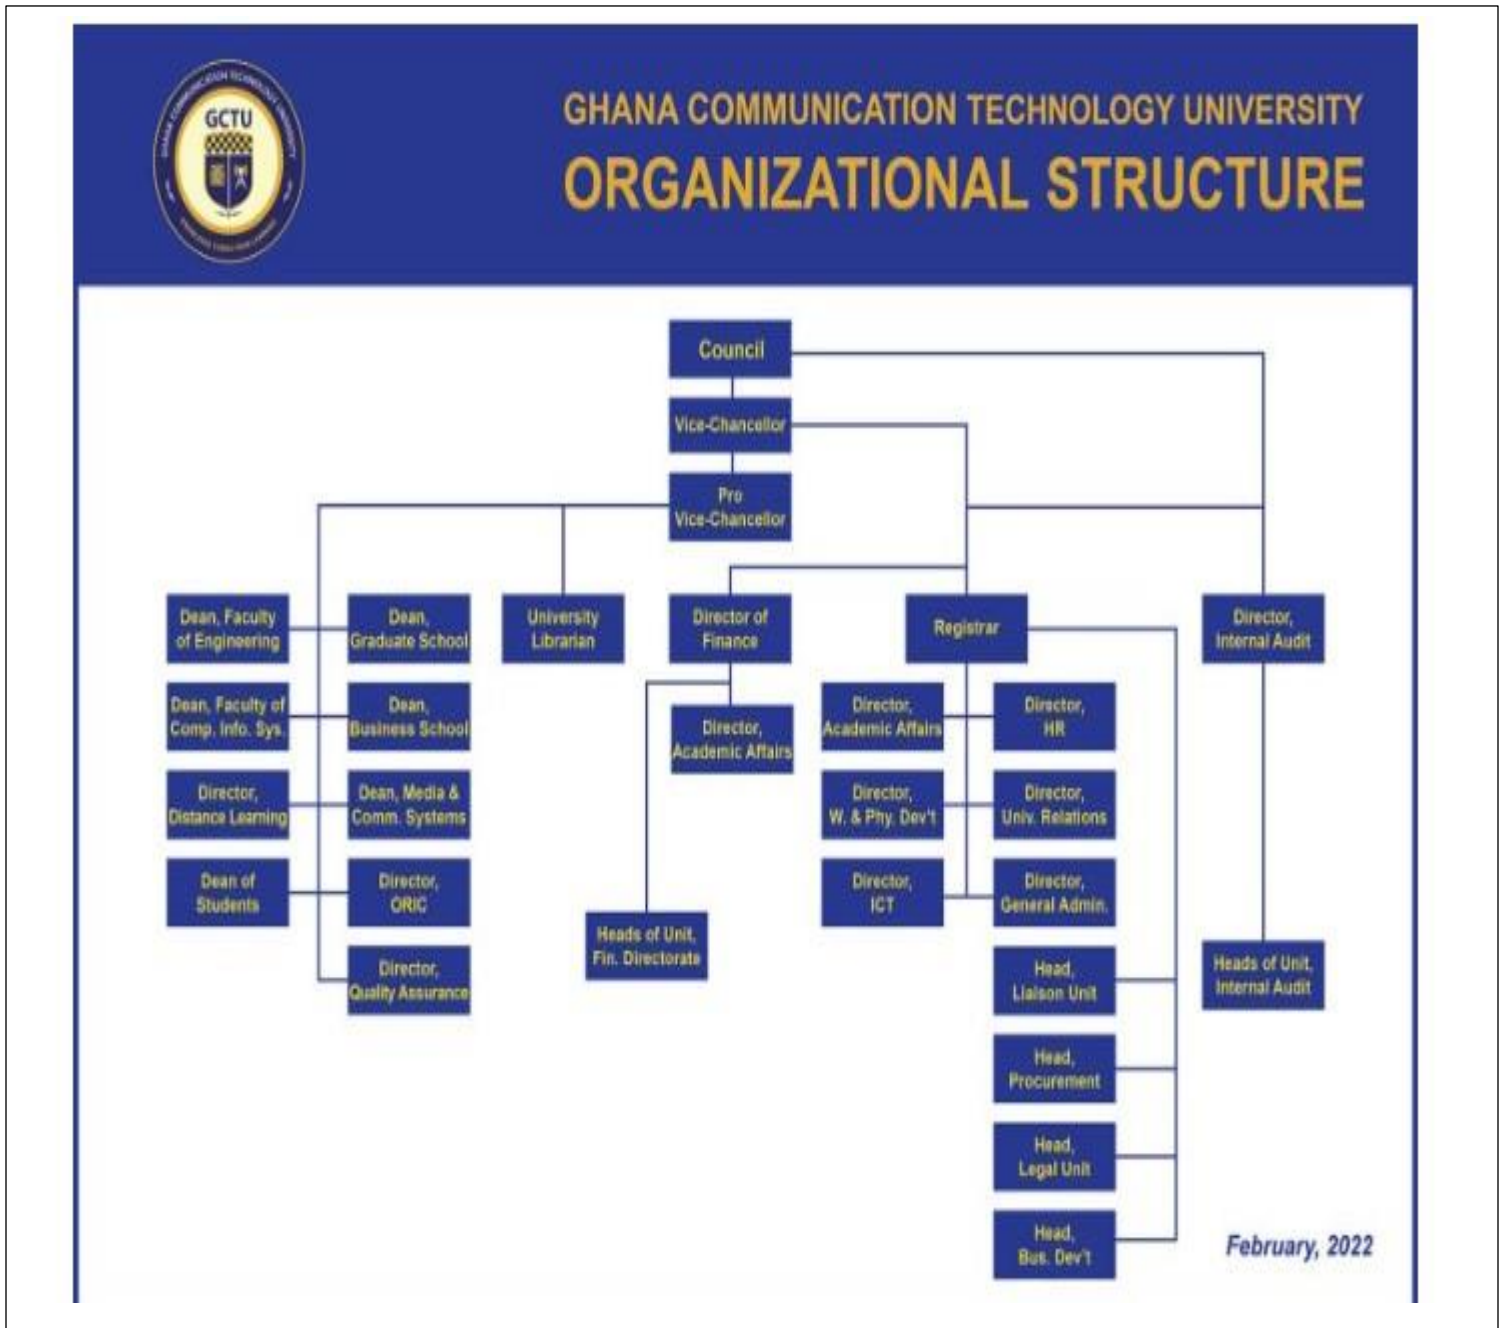 GHANA COMMUNICATION TECHNOLOGY UNIVERSITY
GCTU
GHANA COMMUNICATION TECHNOLOGY UNIVERSITY
ORGANIZATIONAL STRUCTURE
Council
Vice-Chancellor
Pro
Vice-Chancellor
Dean, Faculty
of Engineering
Dean,
Graduate School
University
Librarian
Director of
Finance
Registrar
Director,
Internal Audit
Dean, Faculty of
Comp. Info. Sys.
Dean,
Business School
Director,
Academic Affairs
Director,
Academic Affairs
Director,
HR
Director,
Distance Learning
Dean, Media &
Comm. Systems
Director,
W. & Phy. Dev't
Director,
Univ. Relations
Dean of
Students
Director,
ORIC
Director,
ICT
Director,
General Admin.
Heads of Unit,
Fin. Directorate
Director,
Quality Assurance
Head,
Liaison Unit
Heads of Unit,
Internal Audit
Head,
Procurement
Head,
Legal Unit
Head,
Bus. Dev't
February, 2022